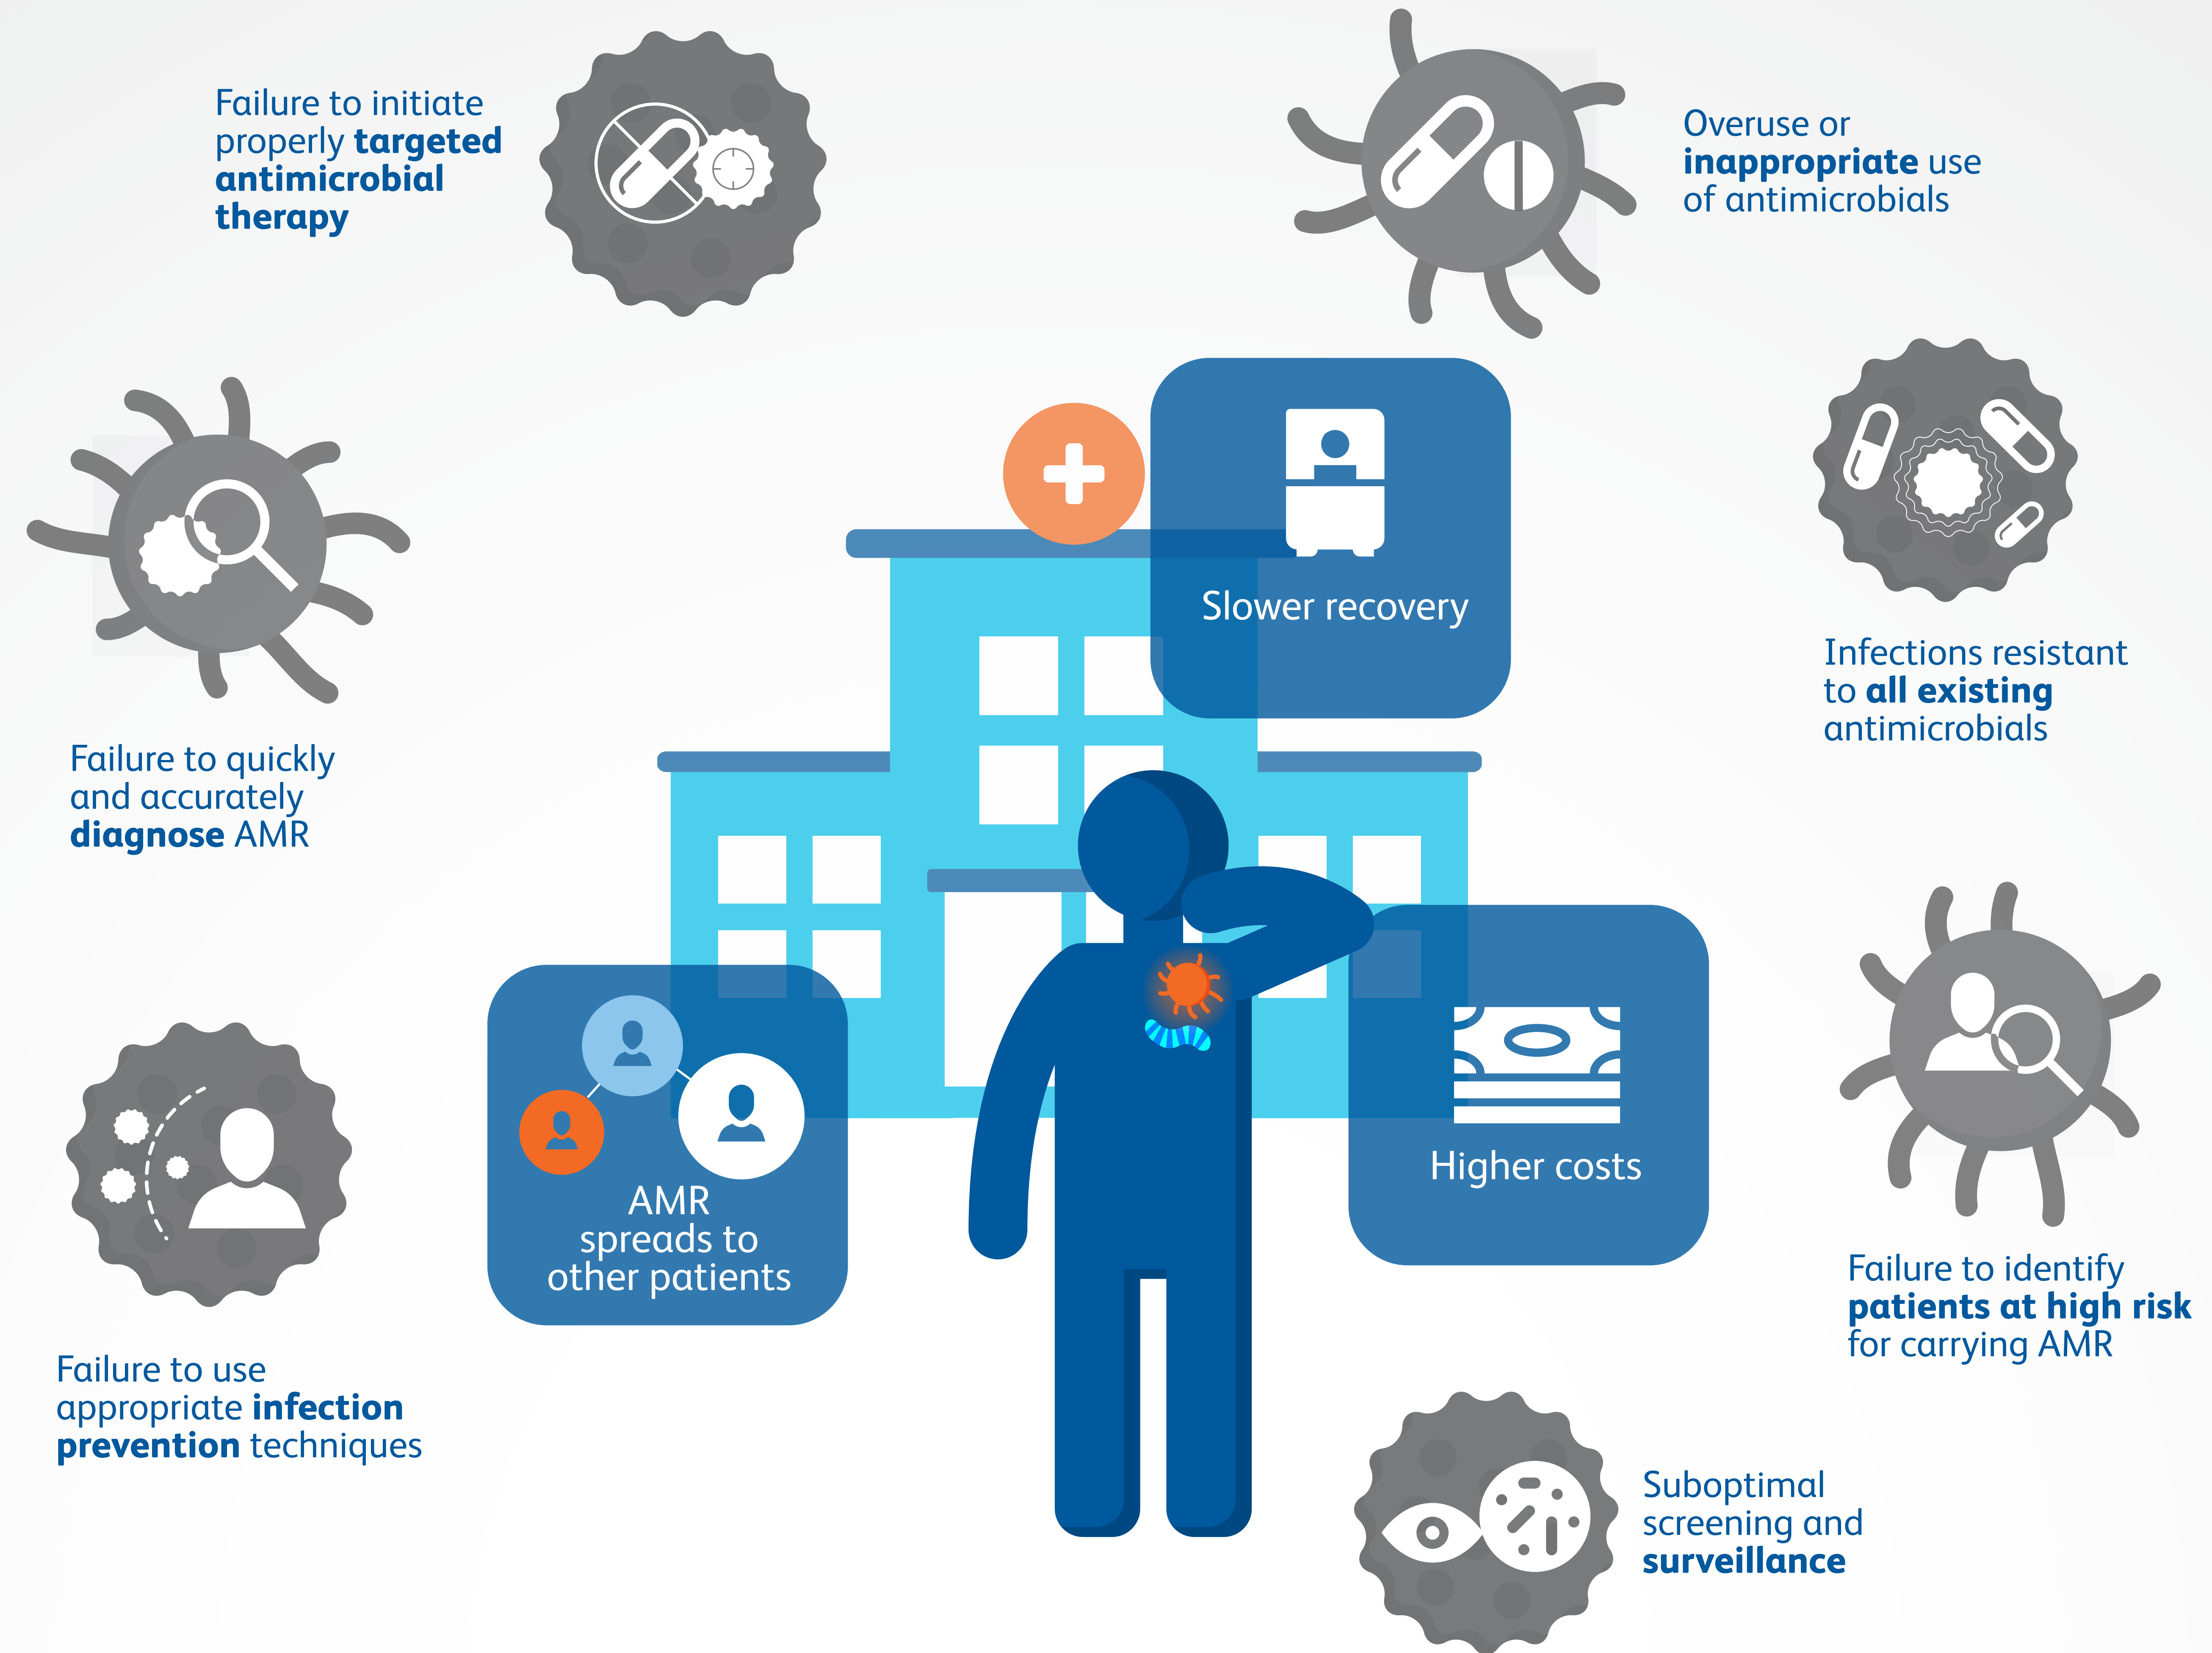 Failure to initiate
properly targeted
antimicrobial
therapy
Overuse or
inappropriate use
of antimicrobials
Slower recovery
Infections resistant
to all existing
antimicrobials
Failure to quickly
and accurately
diagnose AMR
Higher costs
AMR
spreads to
other patients
Failure to identify
patients at high risk
for carrying AMR
Failure to use
appropriate infection
prevention techniques
Suboptimal
screening and
surveillance